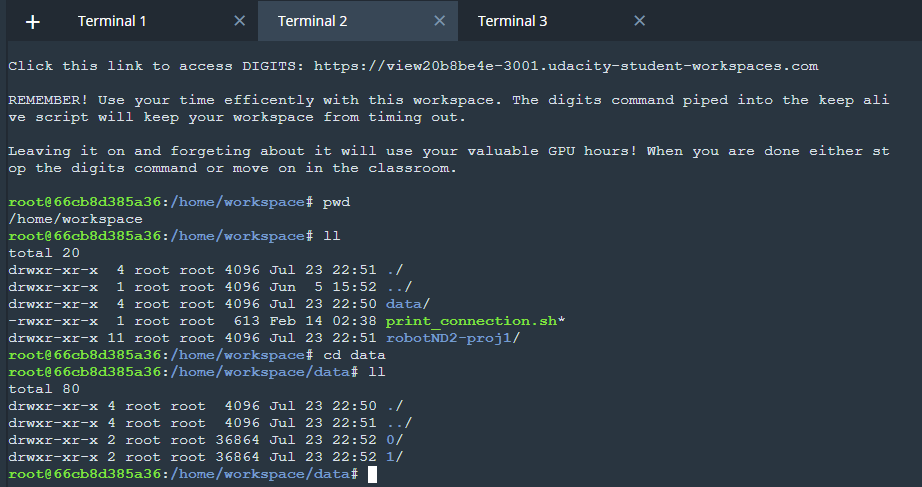 + Terminal 1 × Terminal 2 × Terminal 3 ×
Click this link to access DIGITS: https://view20b8be4e-3001.udacity-student-workspaces.com
REMEMBER! Use your time efficently with this workspace. The digits command piped into the keep ali
ve script will keep your workspace from timing out.
Leaving it on and forgeting about it will use your valuable GPU hours! When you are done either st
op the digits command or move on in the classroom.
root@66cb8d385a36:/home/workspace# pwd
/home/workspace
root@66cb8d385a36:/home/workspace# ll
total 20
drwxr-xr-x  4 root root 4096 Jul 23 22:51 ./
drwxr-xr-x  1 root root 4096 Jun  5 15:52 ../
drwxr-xr-x  4 root root 4096 Jul 23 22:50 data/
-rwxr-xr-x  1 root root  613 Feb 14 02:38 print_connection.sh*
drwxr-xr-x 11 root root 4096 Jul 23 22:51 robotND2-proj1/
root@66cb8d385a36:/home/workspace# cd data
root@66cb8d385a36:/home/workspace/data# ll
total 80
drwxr-xr-x 4 root root  4096 Jul 23 22:50 ./
drwxr-xr-x 4 root root  4096 Jul 23 22:51 ../
drwxr-xr-x 2 root root 36864 Jul 23 22:52 0/
drwxr-xr-x 2 root root 36864 Jul 23 22:52 1/
root@66cb8d385a36:/home/workspace/data#